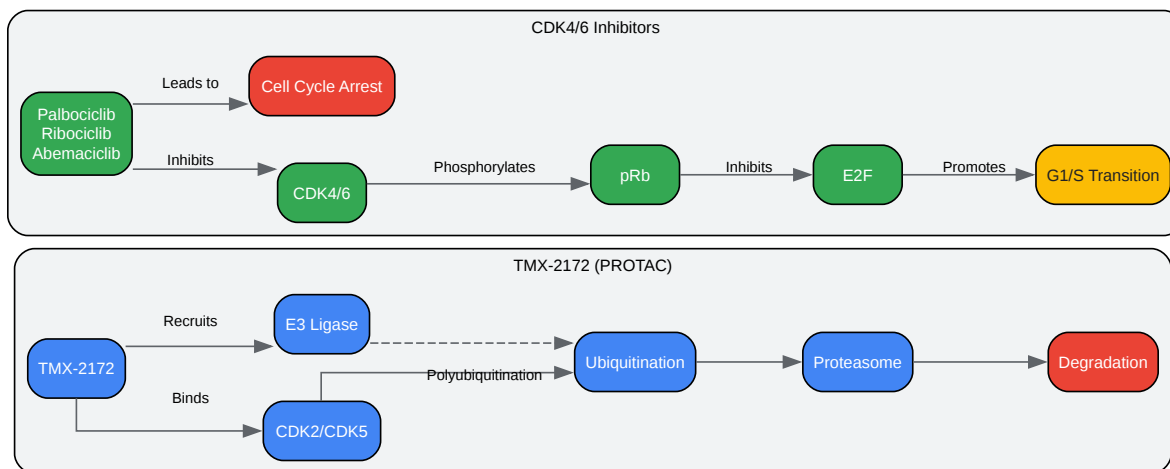 CDK4/6 Inhibitors
Leads to
Cell Cycle Arrest
Palbociclib
Ribociclib
Abemaciclib
Inhibits
CDK4/6
Phosphorylates
pRb
Inhibits
E2F
Promotes
G1/S Transition
TMX-2172 (PROTAC)
Recruits
E3 Ligase
TMX-2172
Ubiquitination
Proteasome
Degradation
Polyubiquitination
Binds
CDK2/CDK5